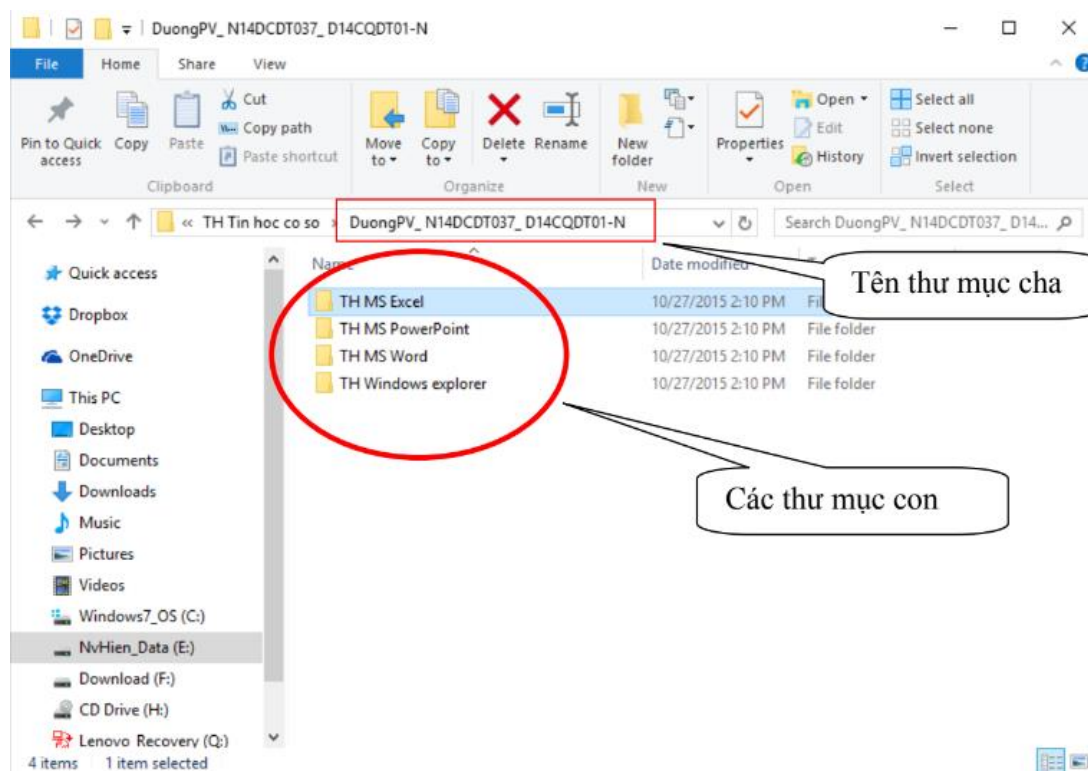 DuongPV_ N14DCDT037_ D14CQDT01-N
File Home Share View
Pin to Quick access
Copy
Paste
Cut
Copy path
Paste shortcut
Move to
Copy to
Delete
Rename
New folder
Properties
Open
Edit
History
Select all
Select none
Invert selection
Clipboard Organize New Open Select
« TH Tin hoc co so › DuongPV_ N14DCDT037_ D14CQDT01-N
Search DuongPV_ N14DCDT037_ D14...
Name Date modified
Tên thư mục cha
TH MS Excel 10/27/2015 2:10 PM
TH MS PowerPoint 10/27/2015 2:10 PM File folder
TH MS Word 10/27/2015 2:10 PM File folder
TH Windows explorer 10/27/2015 2:10 PM File folder
Các thư mục con
Quick access
Dropbox
OneDrive
This PC
Desktop
Documents
Downloads
Music
Pictures
Videos
Windows7_OS (C:)
NvHien_Data (E:)
Download (F:)
CD Drive (H:)
Lenovo Recovery (Q:)
4 items 1 item selected